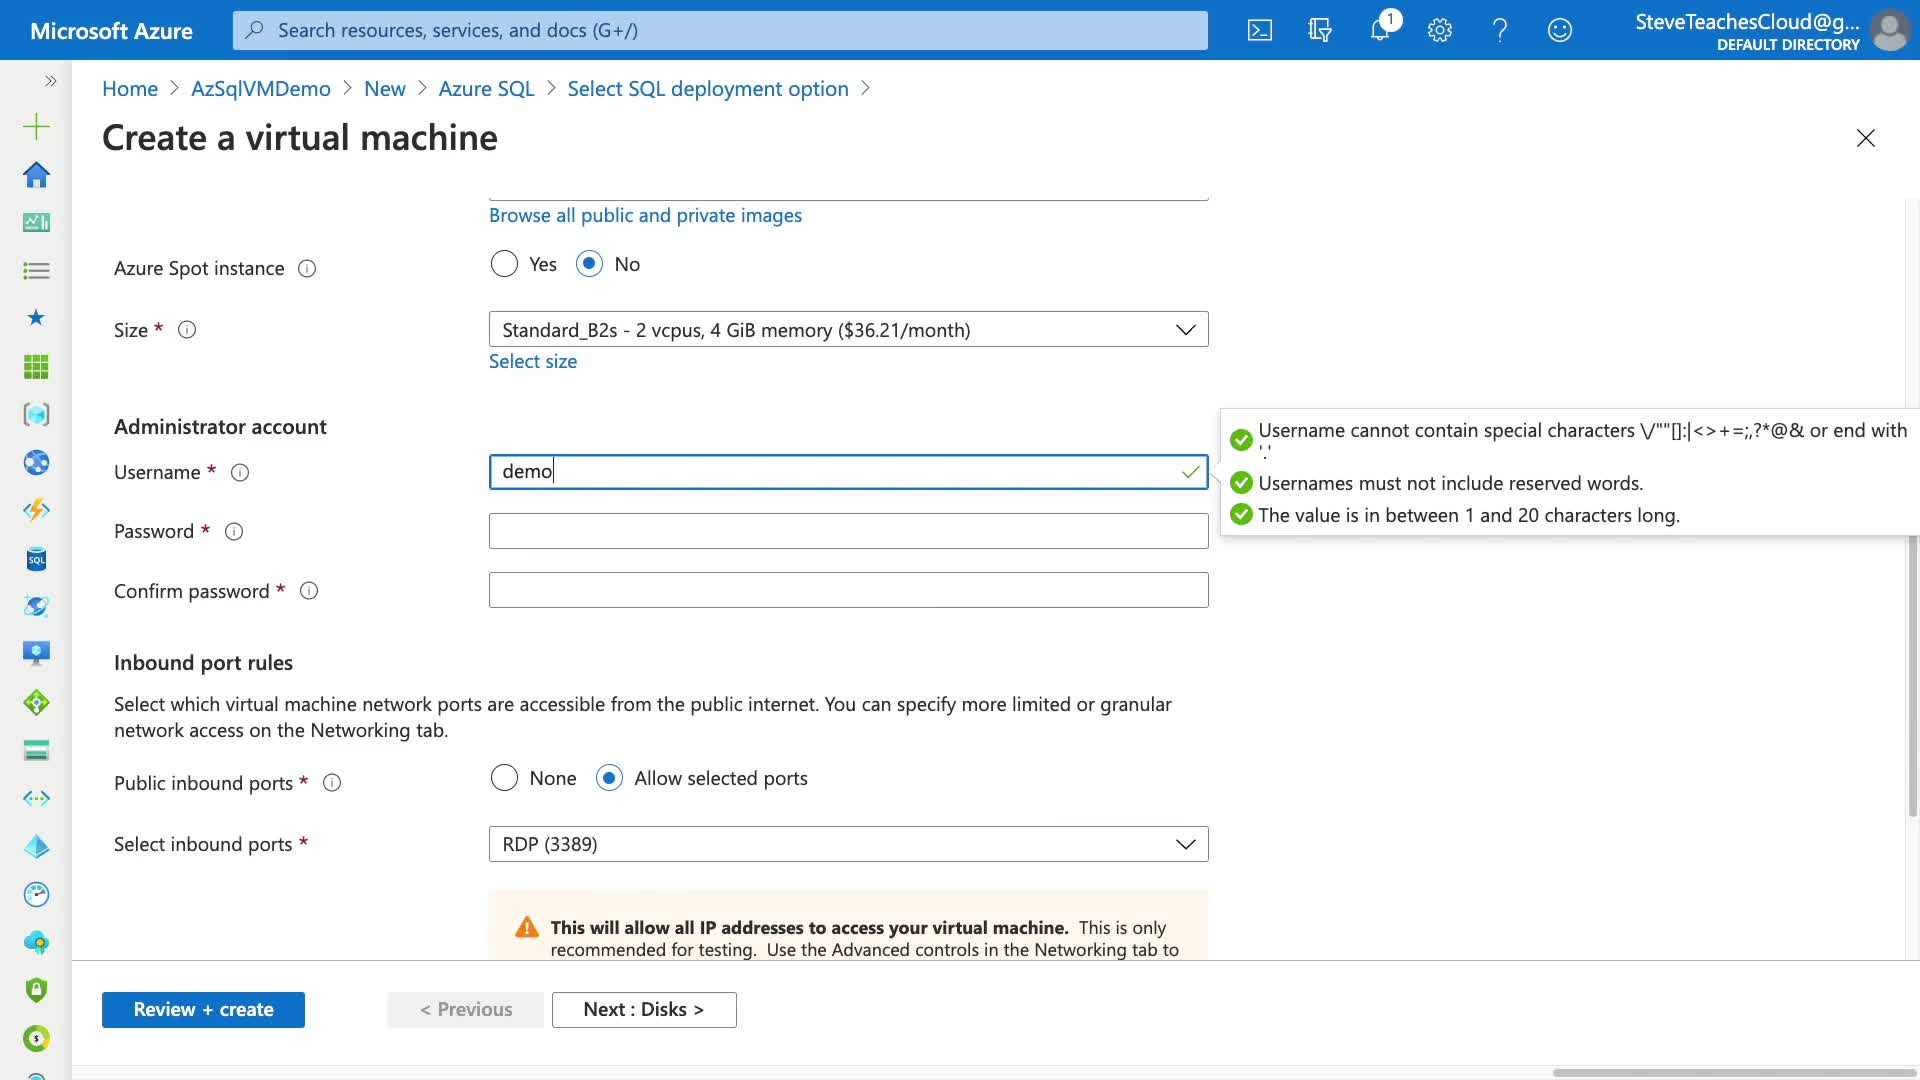 Microsoft Azure
Search resources, services, and docs (G+/)
1
SteveTeachesCloud@g...
DEFAULT DIRECTORY
Home > AzSqlVMDemo > New > Azure SQL > Select SQL deployment option >
Create a virtual machine
Browse all public and private images
Azure Spot instance
Yes
No
Size *
Standard_B2s - 2 vcpus, 4 GiB memory ($36.21/month)
Select size
Administrator account
Username *
demo
Username cannot contain special characters \/""[]:|<>+=;,?*@& or end with
'.'
Usernames must not include reserved words.
The value is in between 1 and 20 characters long.
Password *
Confirm password *
Inbound port rules
Select which virtual machine network ports are accessible from the public internet. You can specify more limited or granular
network access on the Networking tab.
Public inbound ports *
None
Allow selected ports
Select inbound ports *
RDP (3389)
This will allow all IP addresses to access your virtual machine. This is only
recommended for testing. Use the Advanced controls in the Networking tab to
Review + create
< Previous
Next : Disks >
SQL